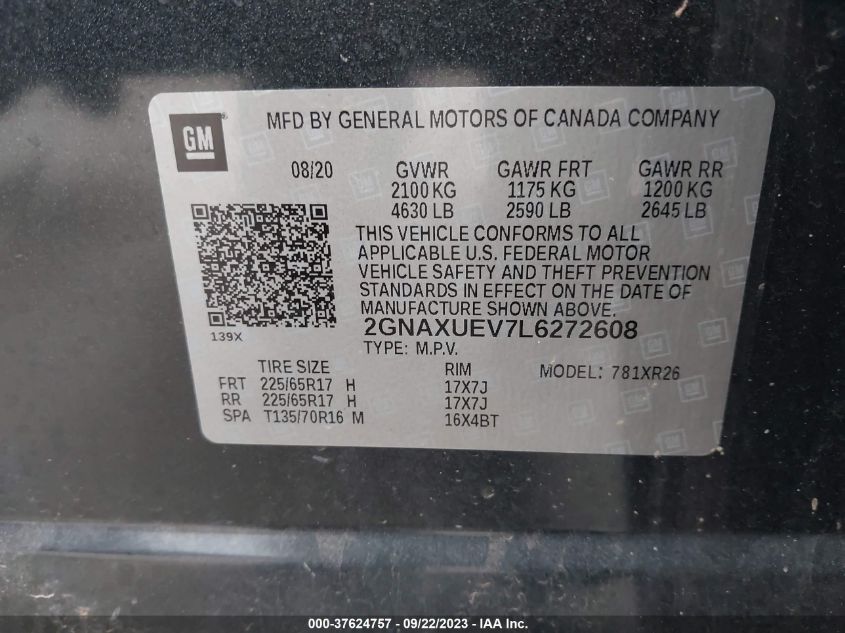 GM
MFD BY GENERAL MOTORS OF CANADA COMPANY
08/20 GVWR GAWR FRT GAWR RR
2100 KG 1175 KG 1200 KG
4630 LB 2590 LB 2645 LB
THIS VEHICLE CONFORMS TO ALL
APPLICABLE U.S. FEDERAL MOTOR
VEHICLE SAFETY AND THEFT PREVENTION
STANDARDS IN EFFECT ON THE DATE OF
MANUFACTURE SHOWN ABOVE.
2GNAXUEV7L6272608
139X
TYPE: M.P.V.
TIRE SIZE RIM MODEL: 781XR26
FRT 225/65R17 H 17X7J
RR 225/65R17 H 17X7J
SPA T135/70R16 M 16X4BT
000-37624757 - 09/22/2023 - IAA Inc.